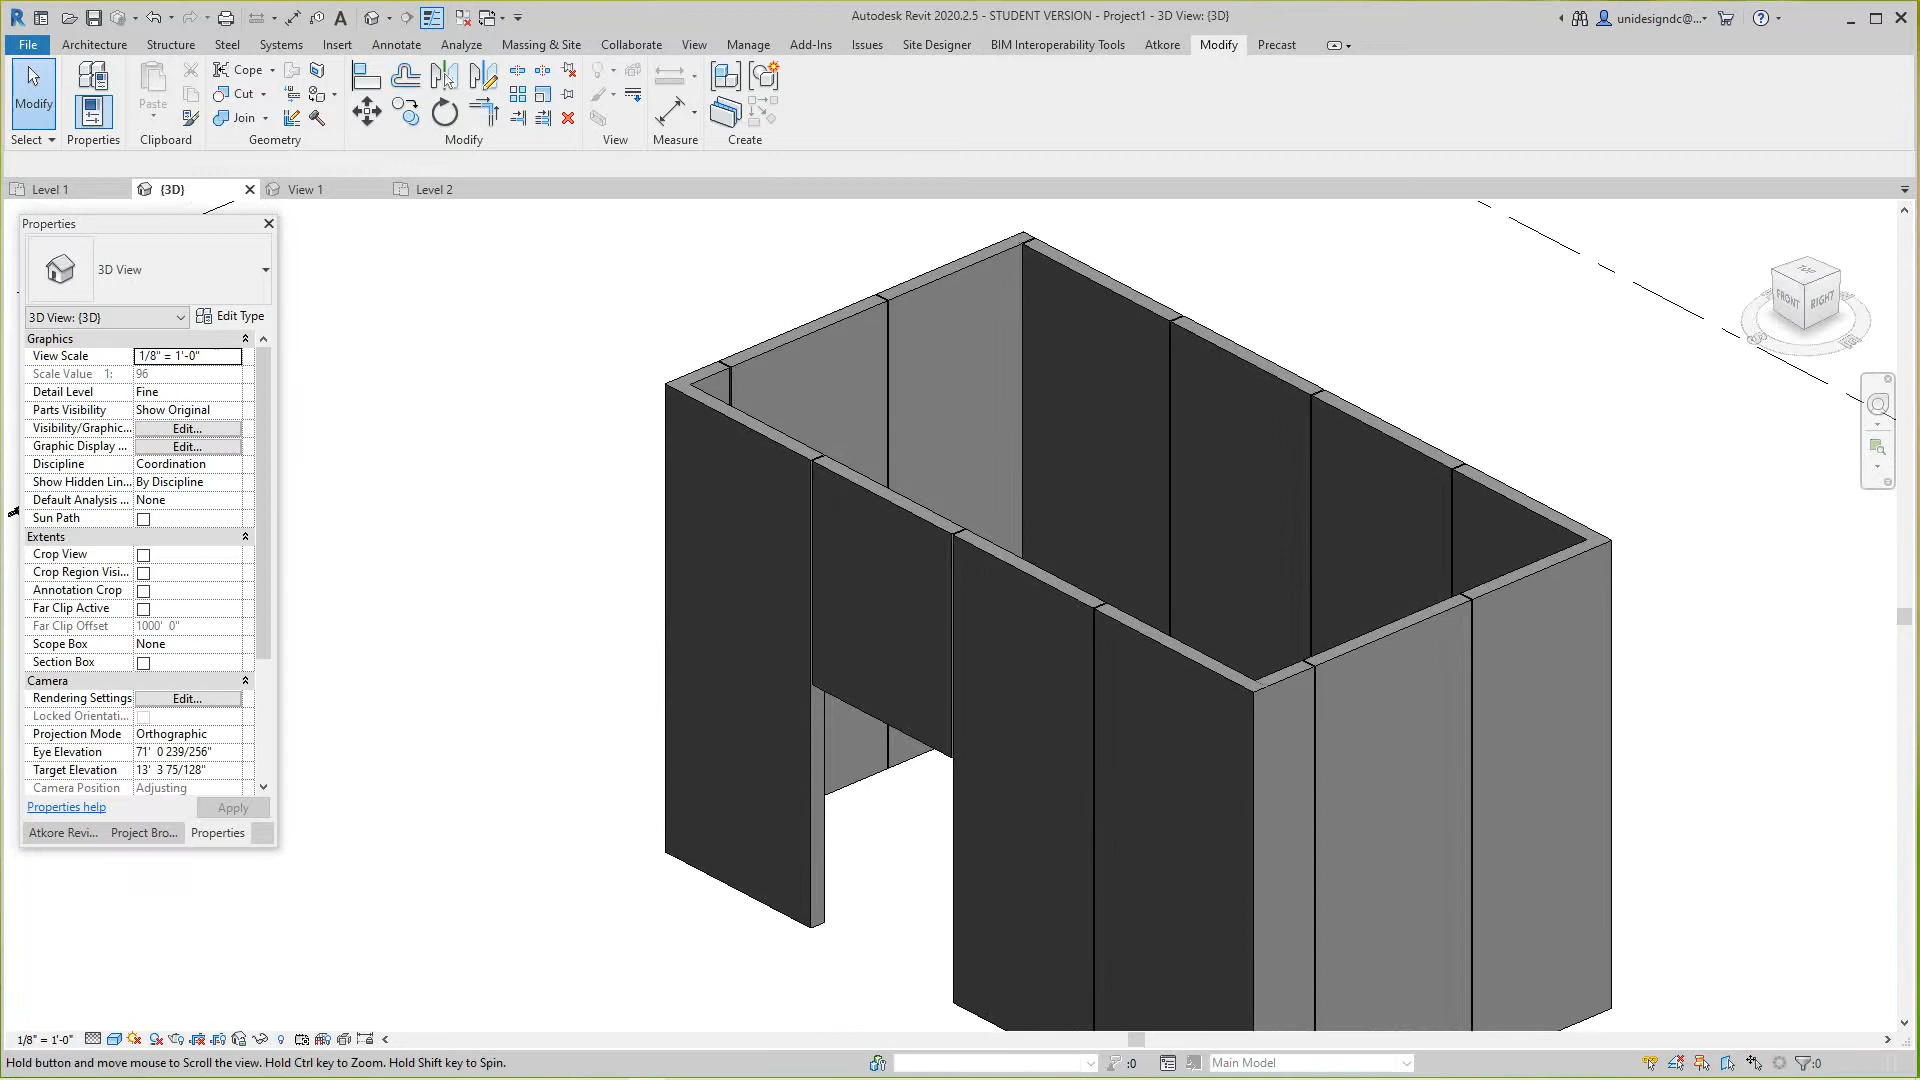 Autodesk Revit 2020.2.5 - STUDENT VERSION - Project1 - 3D View: {3D}
unidesigndc@...
File Architecture Structure Steel Systems Insert Annotate Analyze Massing & Site Collaborate View Manage Add-Ins Issues Site Designer BIM Interoperability Tools Atkore Modify Precast
Modify
Paste
Cope
Cut
Join
Select Properties Clipboard Geometry Modify View Measure Create
Level 1 {3D} View 1 Level 2
Properties
3D View
3D View: {3D} Edit Type
Graphics
View Scale 1/8" = 1'-0"
Scale Value 1: 96
Detail Level Fine
Parts Visibility Show Original
Visibility/Graphic... Edit...
Graphic Display ... Edit...
Discipline Coordination
Show Hidden Lin... By Discipline
Default Analysis ... None
Sun Path
Extents
Crop View
Crop Region Visi...
Annotation Crop
Far Clip Active
Far Clip Offset 1000' 0"
Scope Box None
Section Box
Camera
Rendering Settings Edit...
Locked Orientati...
Projection Mode Orthographic
Eye Elevation 71' 0 239/256"
Target Elevation 13' 3 75/128"
Camera Position Adjusting
Properties help Apply
Atkore Revi... Project Bro... Properties
TOP
FRONT RIGHT
1/8" = 1'-0"
Hold button and move mouse to Scroll the view. Hold Ctrl key to Zoom. Hold Shift key to Spin.
:0
Main Model
:0